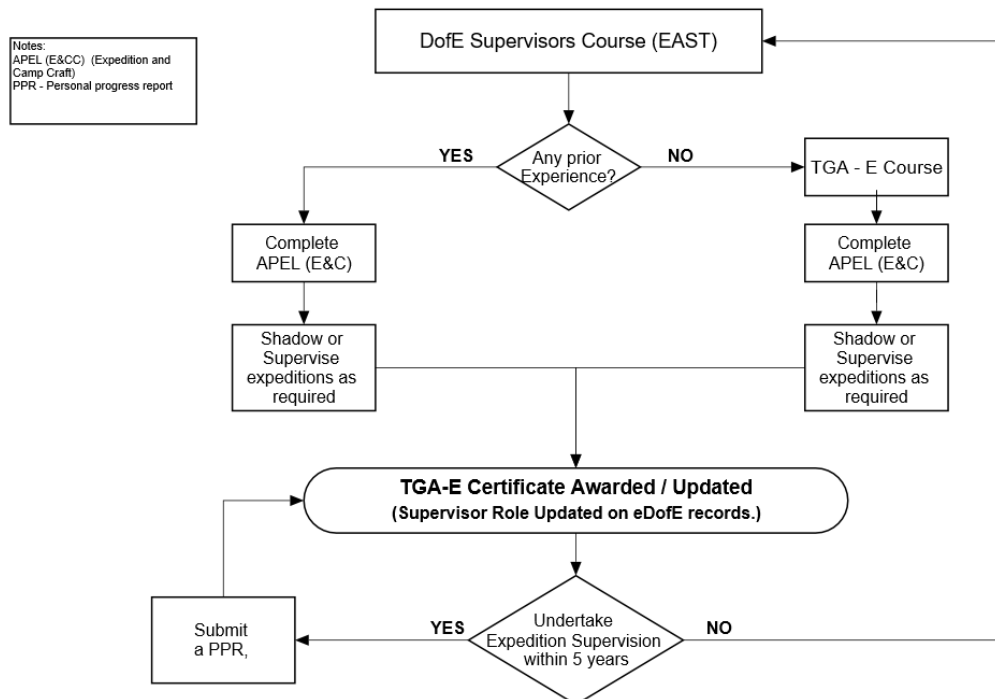 DofE Supervisors Course (EAST)
Notes:
APEL (E&CC)  (Expedition and
Camp Craft)
PPR - Personal progress report
YES
Any prior
Experience?
NO
TGA - E Course
Complete
APEL (E&C)
Complete
APEL (E&C)
Shadow or
Supervise
expeditions as
required
Shadow or
Supervise
expeditions as
required
TGA-E Certificate Awarded / Updated
(Supervisor Role Updated on eDofE records.)
Submit
a PPR,
YES
Undertake
Expedition Supervision
within 5 years
NO